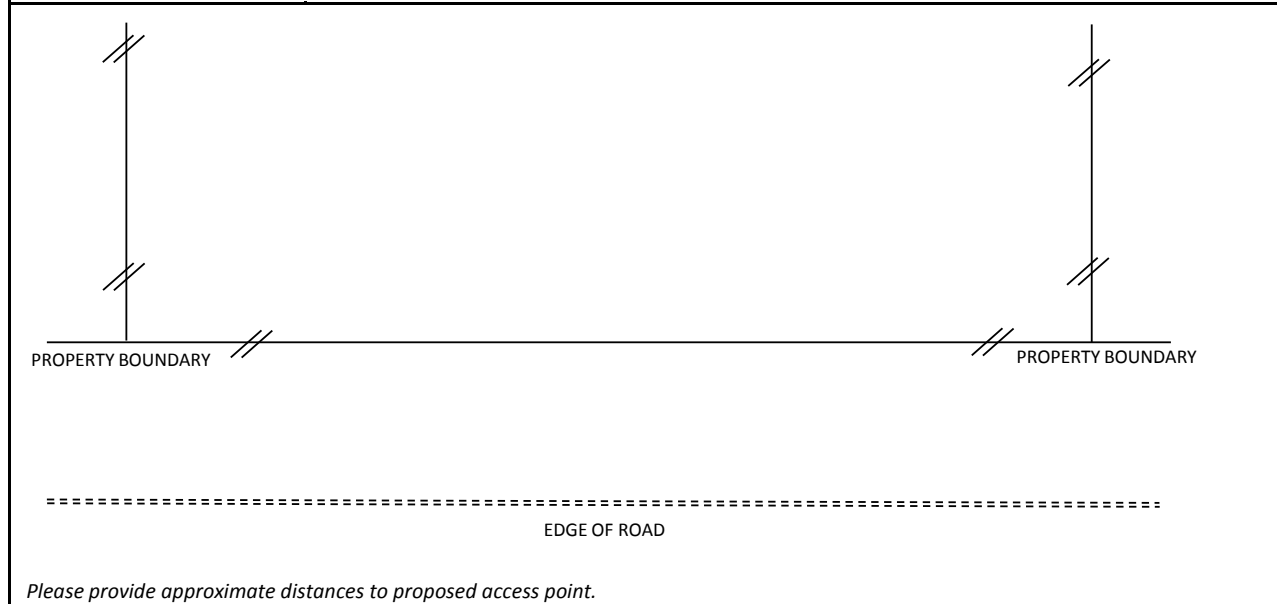 PROPERTY BOUNDARY
PROPERTY BOUNDARY
EDGE OF ROAD
Please provide approximate distances to proposed access point.